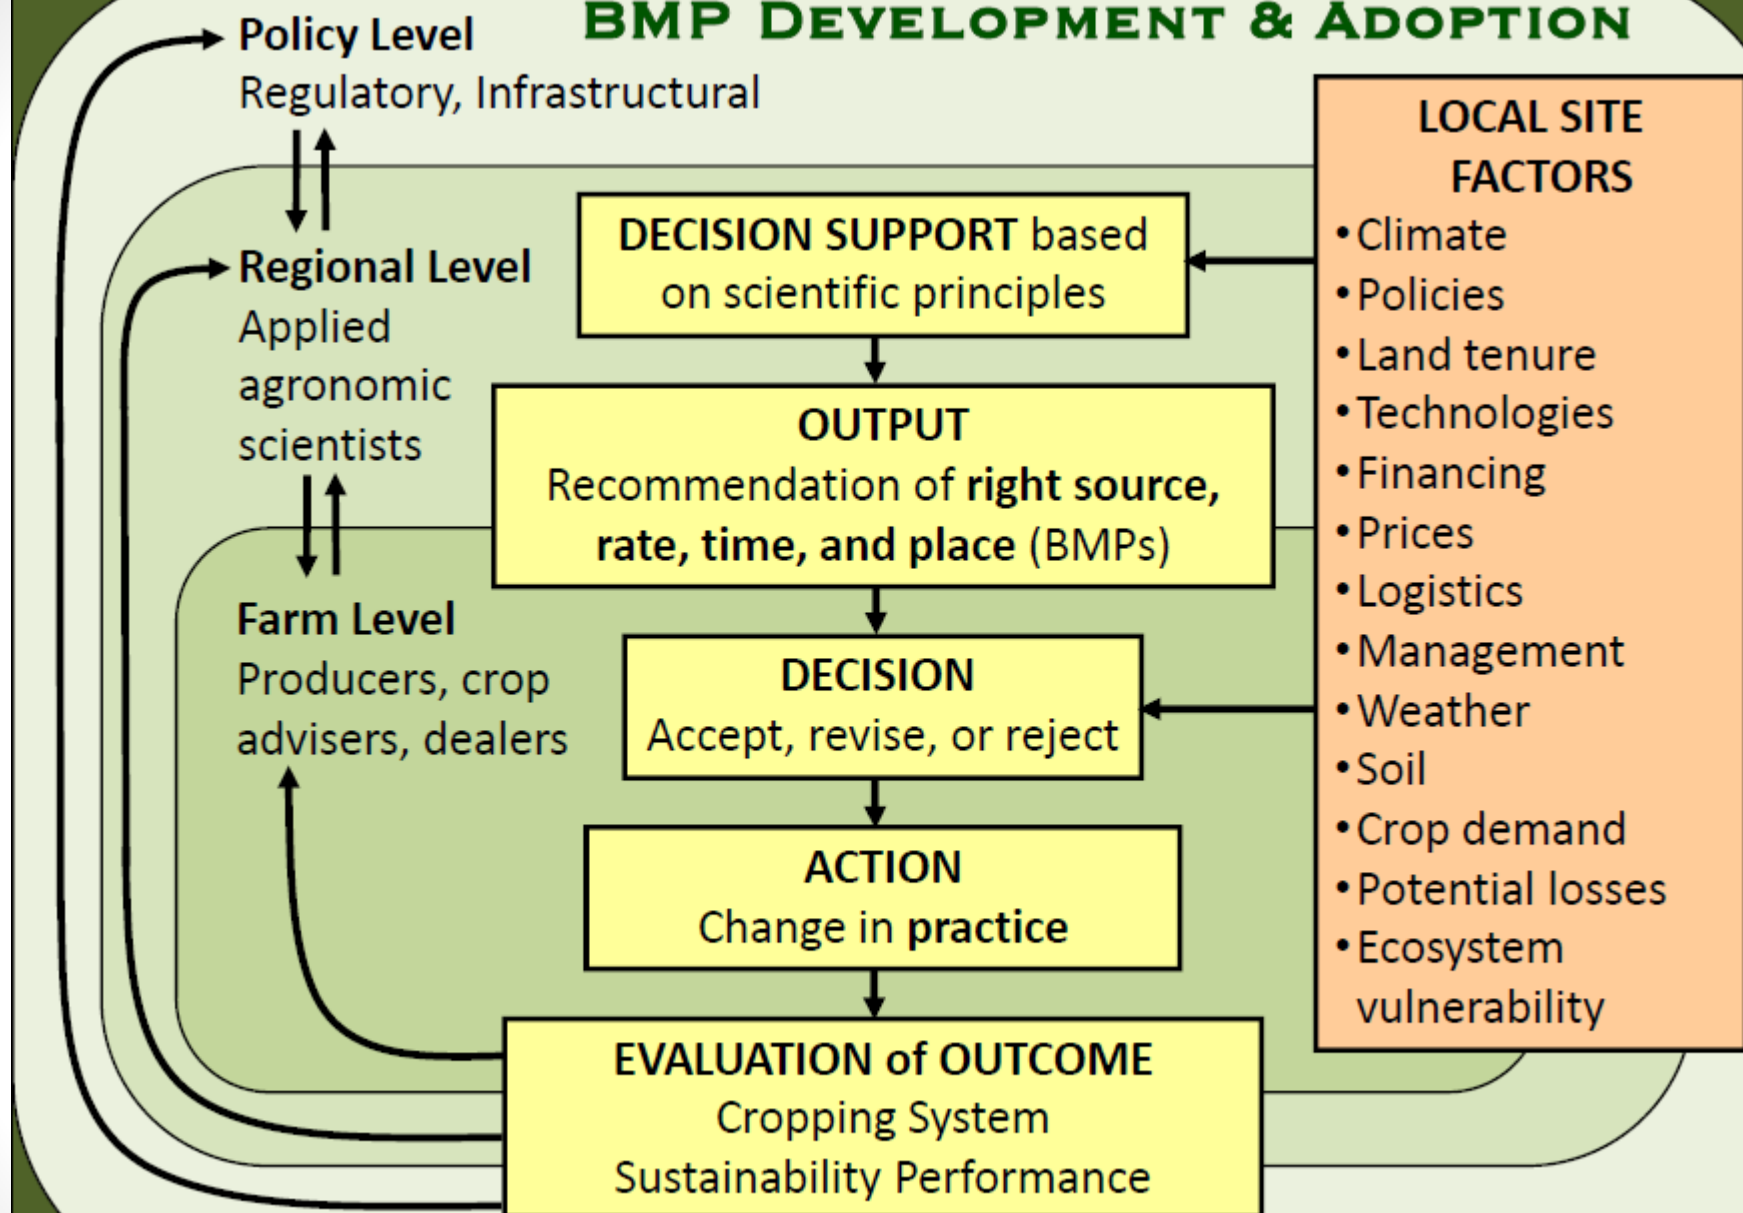 BMP DEVELOPMENT & ADOPTION
Policy Level
Regulatory, Infrastructural
Regional Level
Applied
agronomic
scientists
Farm Level
Producers, crop
advisers, dealers
DECISION SUPPORT based
on scientific principles
OUTPUT
Recommendation of right source,
rate, time, and place (BMPs)
DECISION
Accept, revise, or reject
ACTION
Change in practice
EVALUATION of OUTCOME
Cropping System
Sustainability Performance
LOCAL SITE
FACTORS
•Climate
•Policies
•Land tenure
•Technologies
•Financing
•Prices
•Logistics
•Management
•Weather
•Soil
•Crop demand
•Potential losses
•Ecosystem
vulnerability